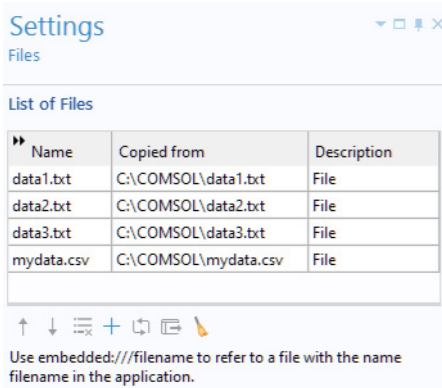 Settings
Files
List of Files
Name Copied from Description
data1.txt C:\COMSOL\data1.txt File
data2.txt C:\COMSOL\data2.txt File
data3.txt C:\COMSOL\data3.txt File
mydata.csv C:\COMSOL\mydata.csv File
Use embedded:///filename to refer to a file with the name
filename in the application.